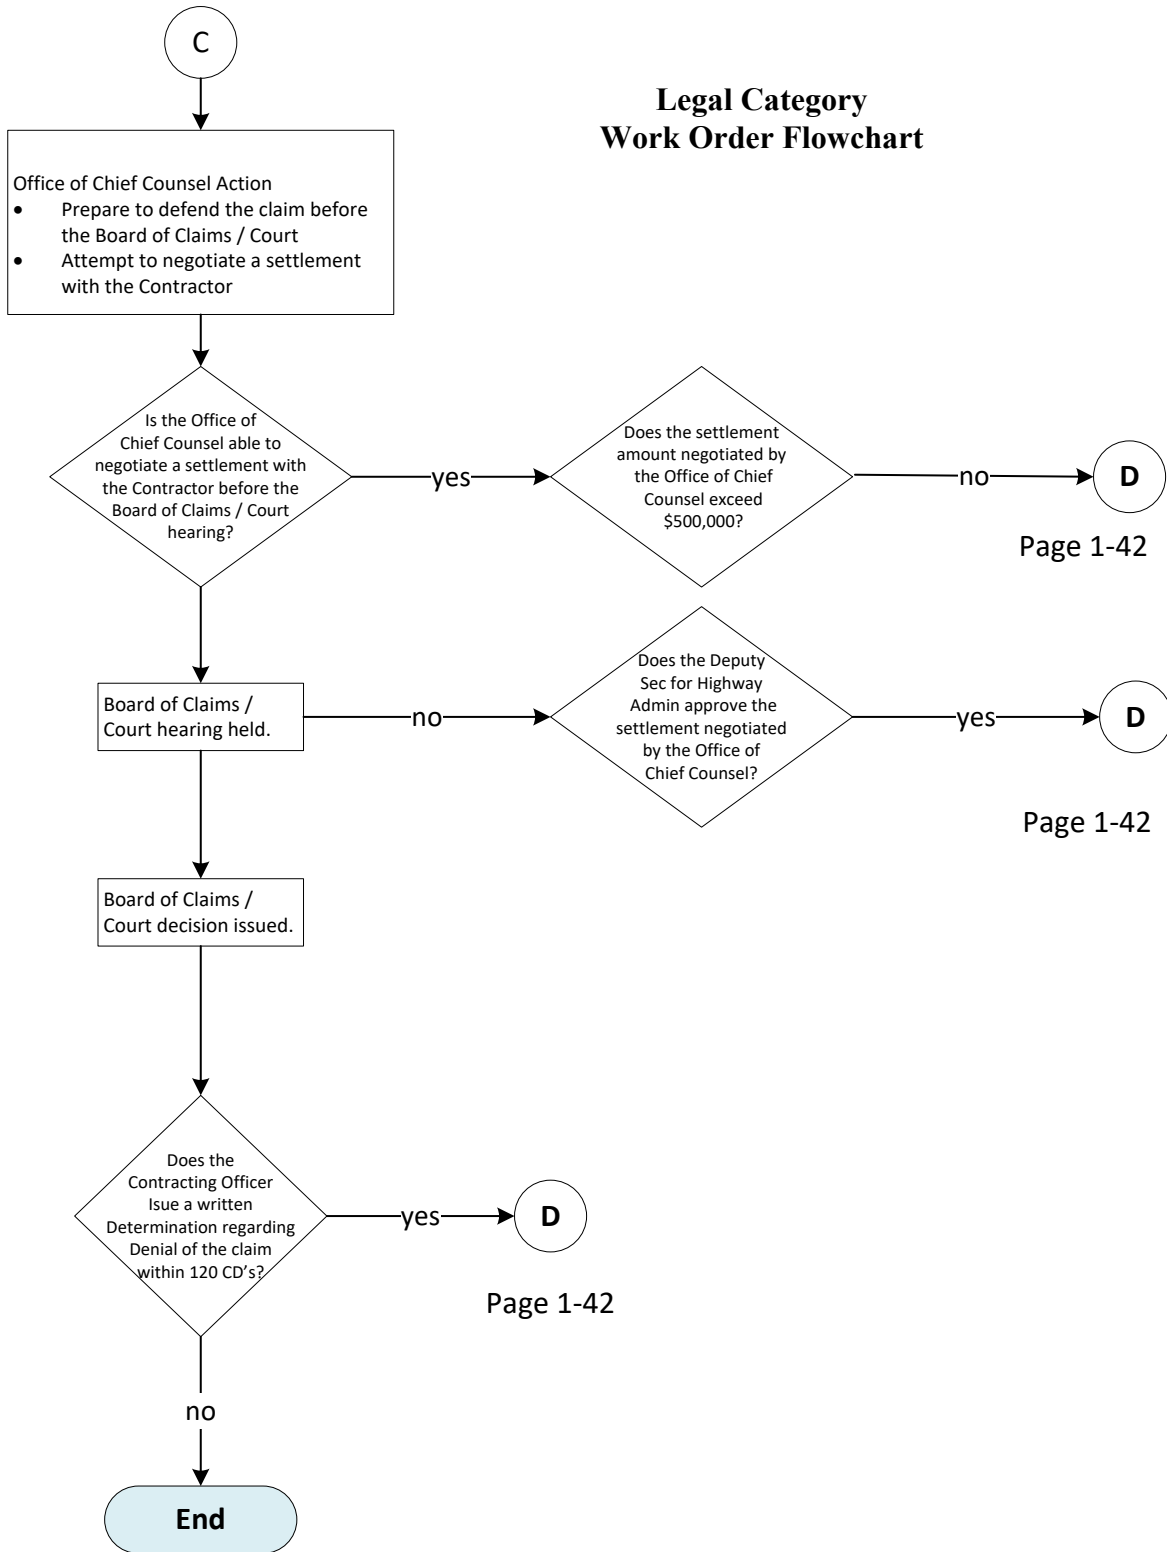 C
Legal Category
Work Order Flowchart
Office of Chief Counsel Action
• Prepare to defend the claim before
the Board of Claims / Court
• Attempt to negotiate a settlement
with the Contractor
Is the Office of
Chief Counsel able to
negotiate a settlement with
the Contractor before the
Board of Claims / Court
hearing?
yes
Does the settlement
amount negotiated by
the Office of Chief
Counsel exceed
$500,000?
no
D
Page 1-42
Board of Claims /
Court hearing held.
no
Does the Deputy
Sec for Highway
Admin approve the
settlement negotiated
by the Office of
Chief Counsel?
yes
D
Page 1-42
Board of Claims /
Court decision issued.
Does the
Contracting Officer
Isue a written
Determination regarding
Denial of the claim
within 120 CD’s?
yes
D
Page 1-42
no
End